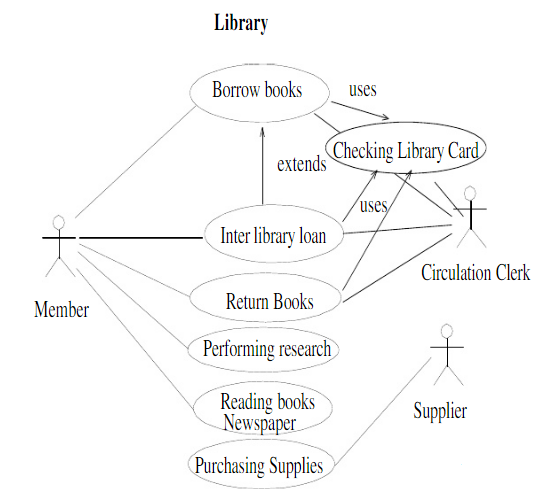 Library
Borrow books
uses
Checking Library Card
extends
uses
Inter library loan
Circulation Clerk
Return Books
Member
Performing research
Reading books
Newspaper
Supplier
Purchasing Supplies